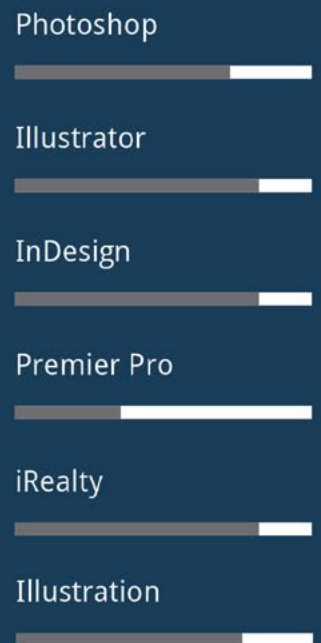 Photoshop
Illustrator
InDesign
Premier Pro
iRealty
Illustration